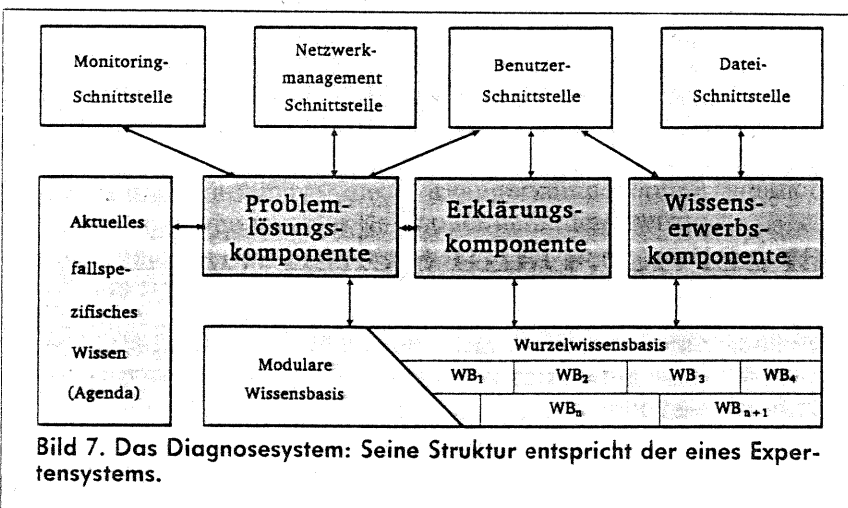 Monitoring-
Schnittstelle
Netzwerk-
management
Schnittstelle
Benutzer-
Schnittstelle
Datei-
Schnittstelle
Aktuelles
fallspe-
zifisches
Wissen
(Agenda)
Problem-
lösungs-
komponente
Erklärungs-
komponente
Wissens-
erwerbs-
komponente
Modulare
Wissensbasis
Wurzelwissensbasis
WB₁ WB₂ WB₃ WB₄
WBₙ WBₙ₊₁
Bild 7. Das Diagnosesystem: Seine Struktur entspricht der eines Exper-
tensystems.